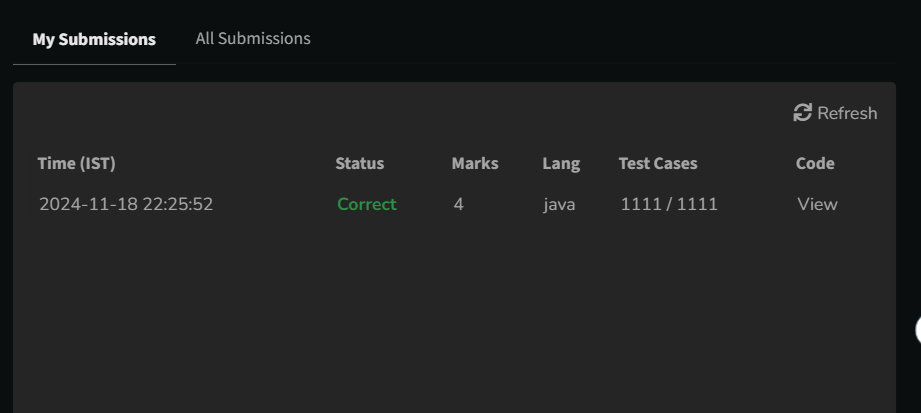 My Submissions All Submissions
Refresh
Time (IST) Status Marks Lang Test Cases Code
2024-11-18 22:25:52 Correct 4 java 1111 / 1111 View